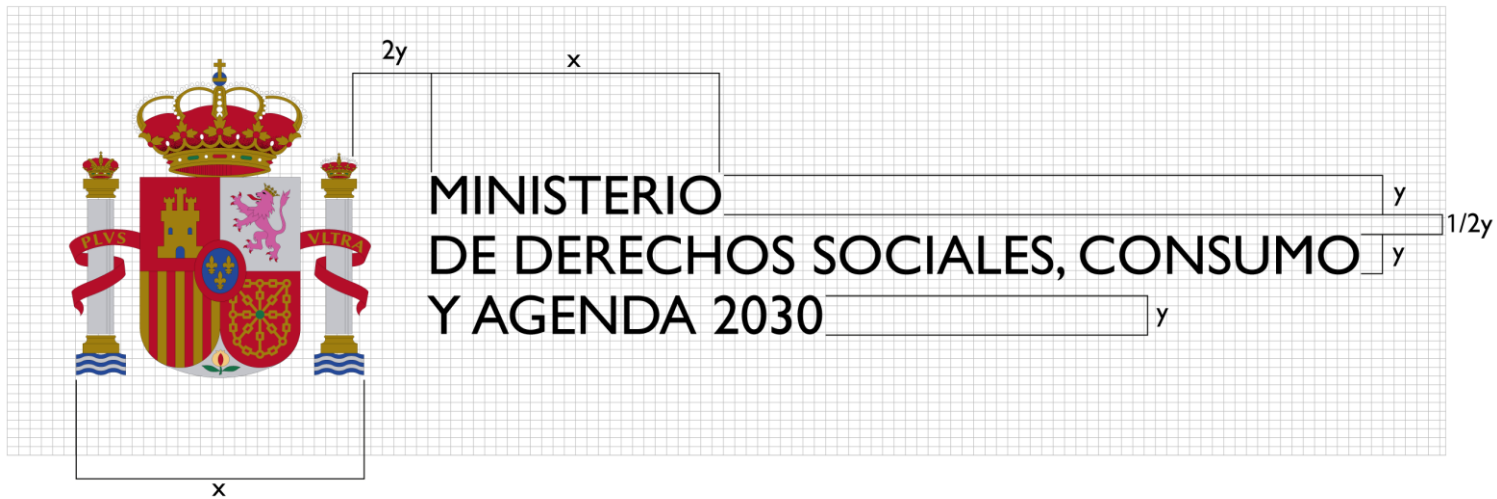 2y
x
MINISTERIO
y
1/2y
DE DERECHOS SOCIALES, CONSUMO
y
Y AGENDA 2030
y
PLVS
VLTRA
x